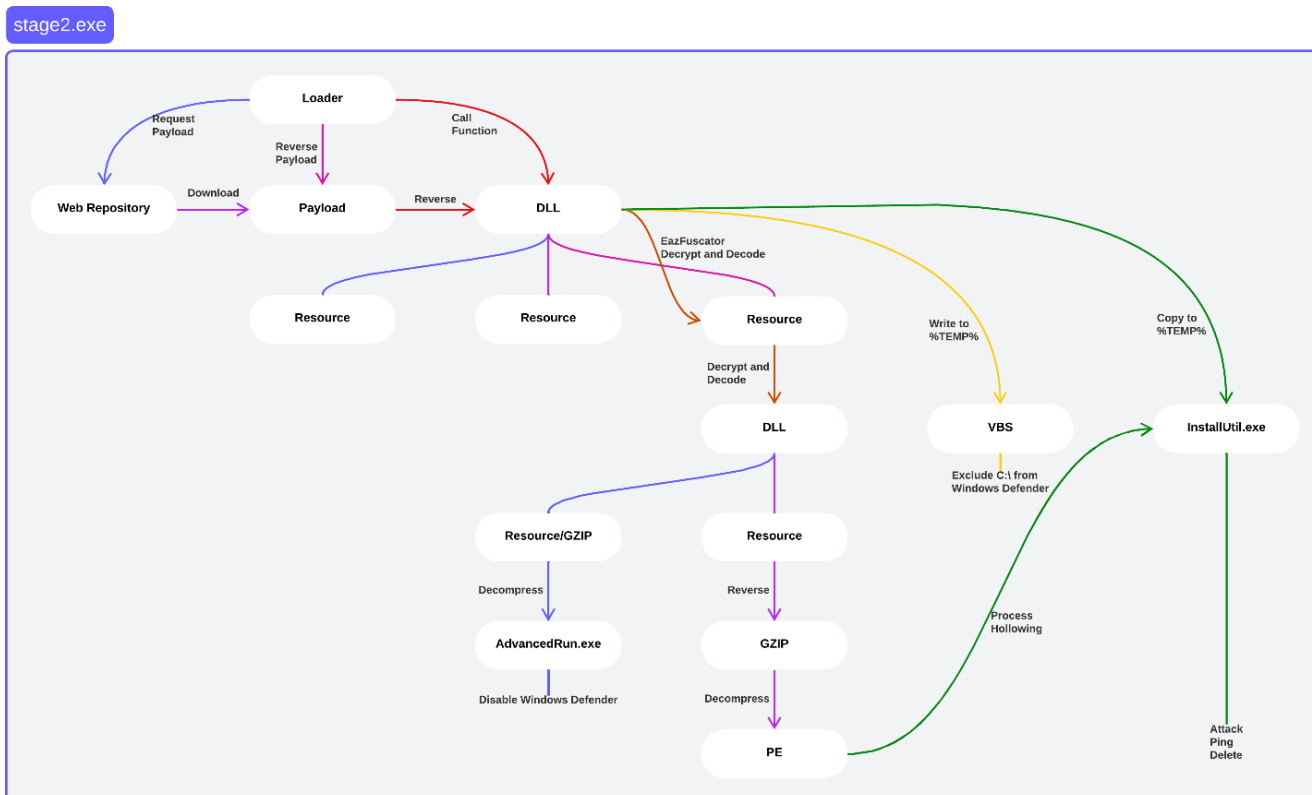 stage2.exe
Loader
Request
Payload
Call
Function
Reverse
Payload
Web Repository
Download
Payload
Reverse
DLL
EazFuscator
Decrypt and Decode
Resource
Resource
Resource
Write to
%TEMP%
Copy to
%TEMP%
Decrypt and
Decode
DLL
VBS
InstallUtil.exe
Exclude C:\ from
Windows Defender
Resource/GZIP
Resource
Decompress
Reverse
Process
Hollowing
AdvancedRun.exe
GZIP
Disable Windows Defender
Decompress
PE
Attack
Ping
Delete